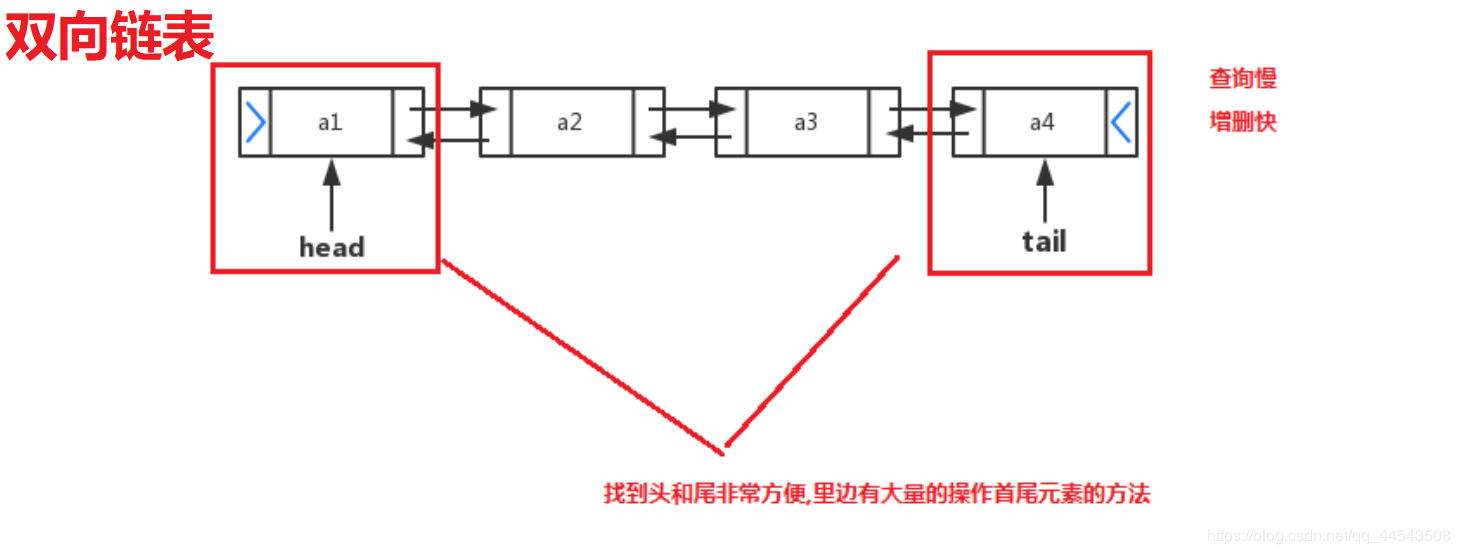 双向链表
查询慢
增删快
a1
a2
a3
a4
head
tail
找到头和尾非常方便,里边有大量的操作首尾元素的方法
https://blog.csdn.net/qq_44543508